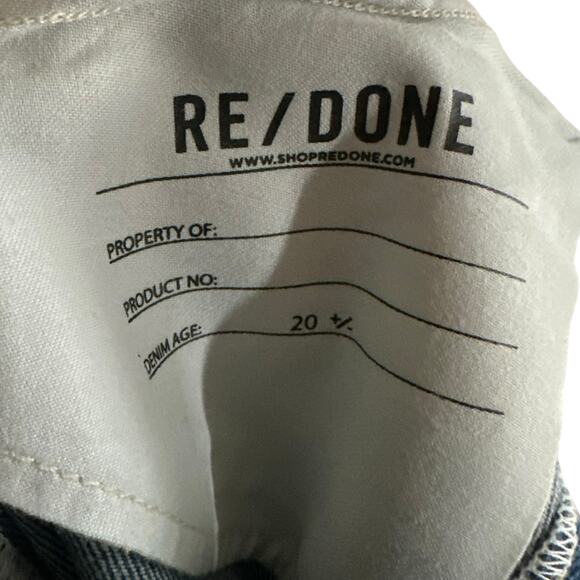 RE/DONE
WWW.SHOPREDONE.COM
PROPERTY OF:
PRODUCT NO:
DENIM AGE: 20 +/-